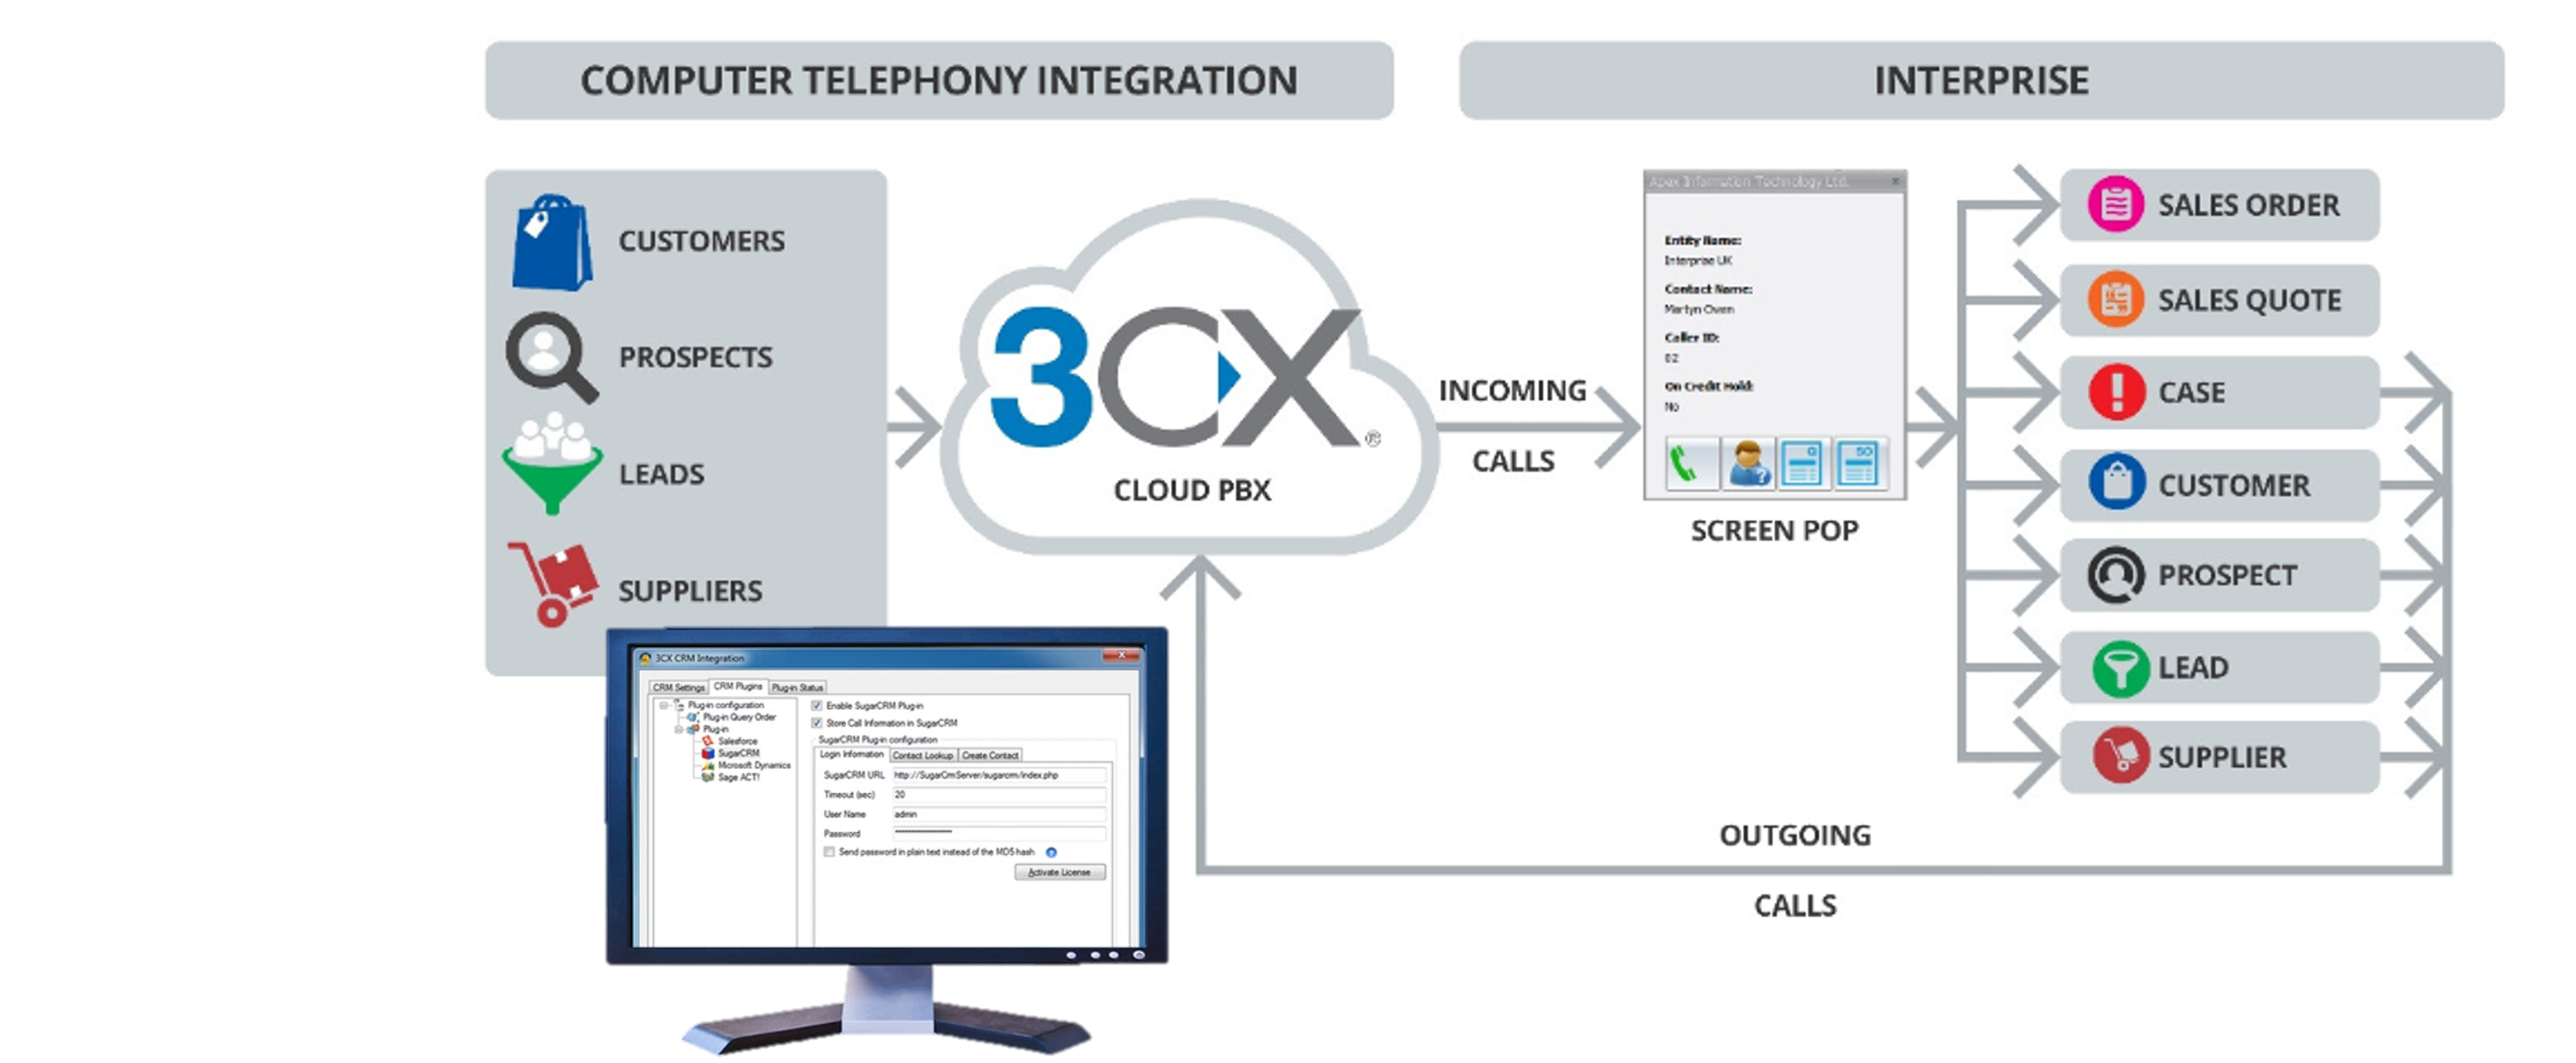 COMPUTER TELEPHONY INTEGRATION
INTERPRISE
CUSTOMERS
PROSPECTS
LEADS
SUPPLIERS
3CX®
CLOUD PBX
INCOMING
CALLS
Apex Information Technology Ltd.
Entity Name:
Interprise UK
Contact Name:
Martyn Owen
Caller ID:
62
On Credit Hold:
No
Q
SO
SCREEN POP
SALES ORDER
SALES QUOTE
CASE
CUSTOMER
PROSPECT
LEAD
SUPPLIER
OUTGOING
CALLS
3CX CRM Integration
CRM Settings CRM Plugins Plug-in Status
Plug-in configuration
Plug-in Query Order
Plug-in
Salesforce
SugarCRM
Microsoft Dynamics
Sage ACT!
Enable SugarCRM Plug-in
Store Call Information in SugarCRM
SugarCRM Plug-in configuration
Login Information Contact Lookup Create Contact
SugarCRM URL http://SugarCrmServer/sugarcrm/index.php
Timeout (sec) 20
User Name admin
Password
Send password in plain text instead of the MD5 hash
Activate License